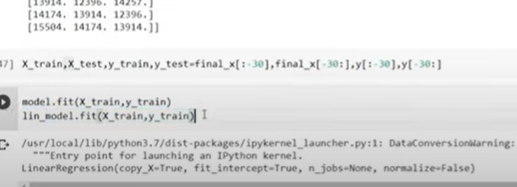 [13914. 12396. 14257.]
[14174. 13914. 12396.]
[15504. 14174. 13914.]]
47] X_train,X_test,y_train,y_test=final_x[:-30],final_x[-30:],y[:-30],y[-30:]
model.fit(X_train,y_train)
lin_model.fit(X_train,y_train)
/usr/local/lib/python3.7/dist-packages/ipykernel_launcher.py:1: DataConversionWarning:
"""Entry point for launching an IPython kernel.
LinearRegression(copy_X=True, fit_intercept=True, n_jobs=None, normalize=False)